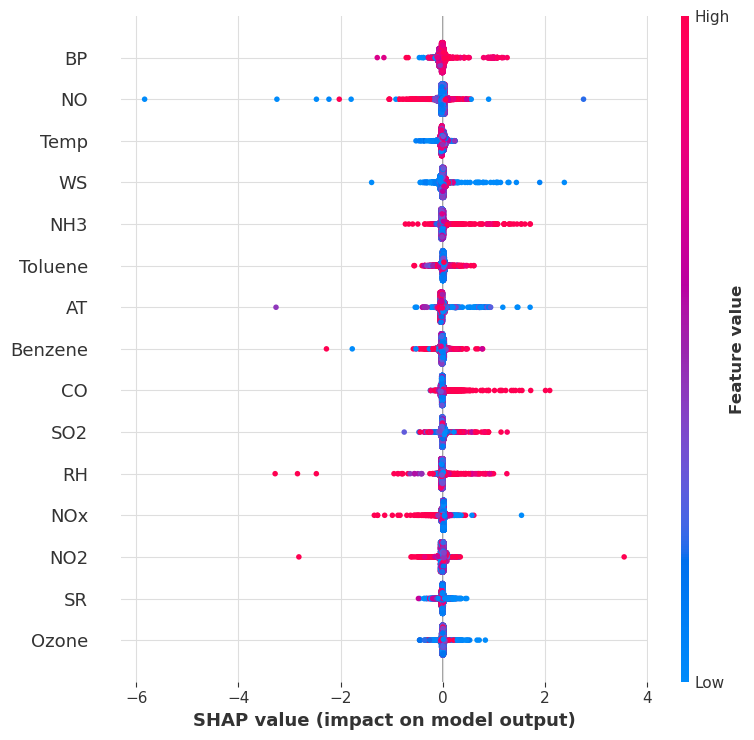 High
BP
NO
Temp
WS
NH3
Toluene
AT
Benzene
CO
SO2
RH
NOx
NO2
SR
Ozone
Feature value
Low
−6 −4 −2 0 2 4
SHAP value (impact on model output)